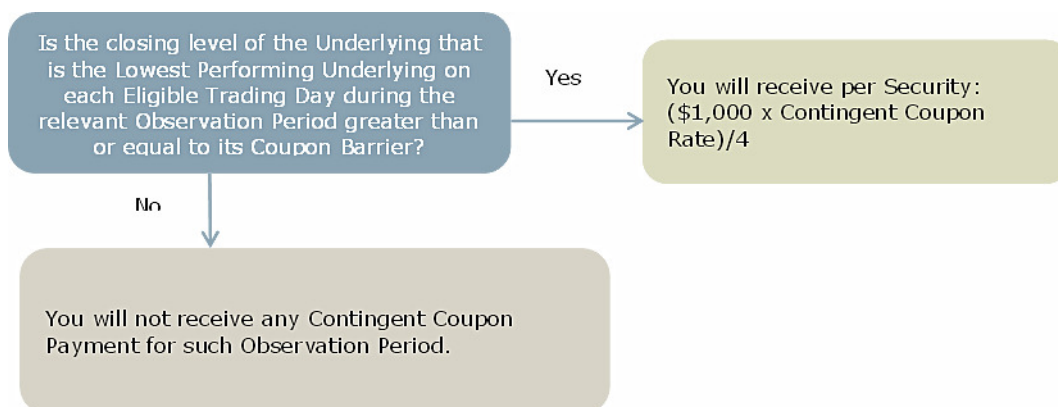 Is the closing level of the Underlying that
is the Lowest Performing Underlying on
each Eligible Trading Day during the
relevant Observation Period greater than
or equal to its Coupon Barrier?
Yes
You will receive per Security:
($1,000 x Contingent Coupon
Rate)/4
No
You will not receive any Contingent Coupon
Payment for such Observation Period.